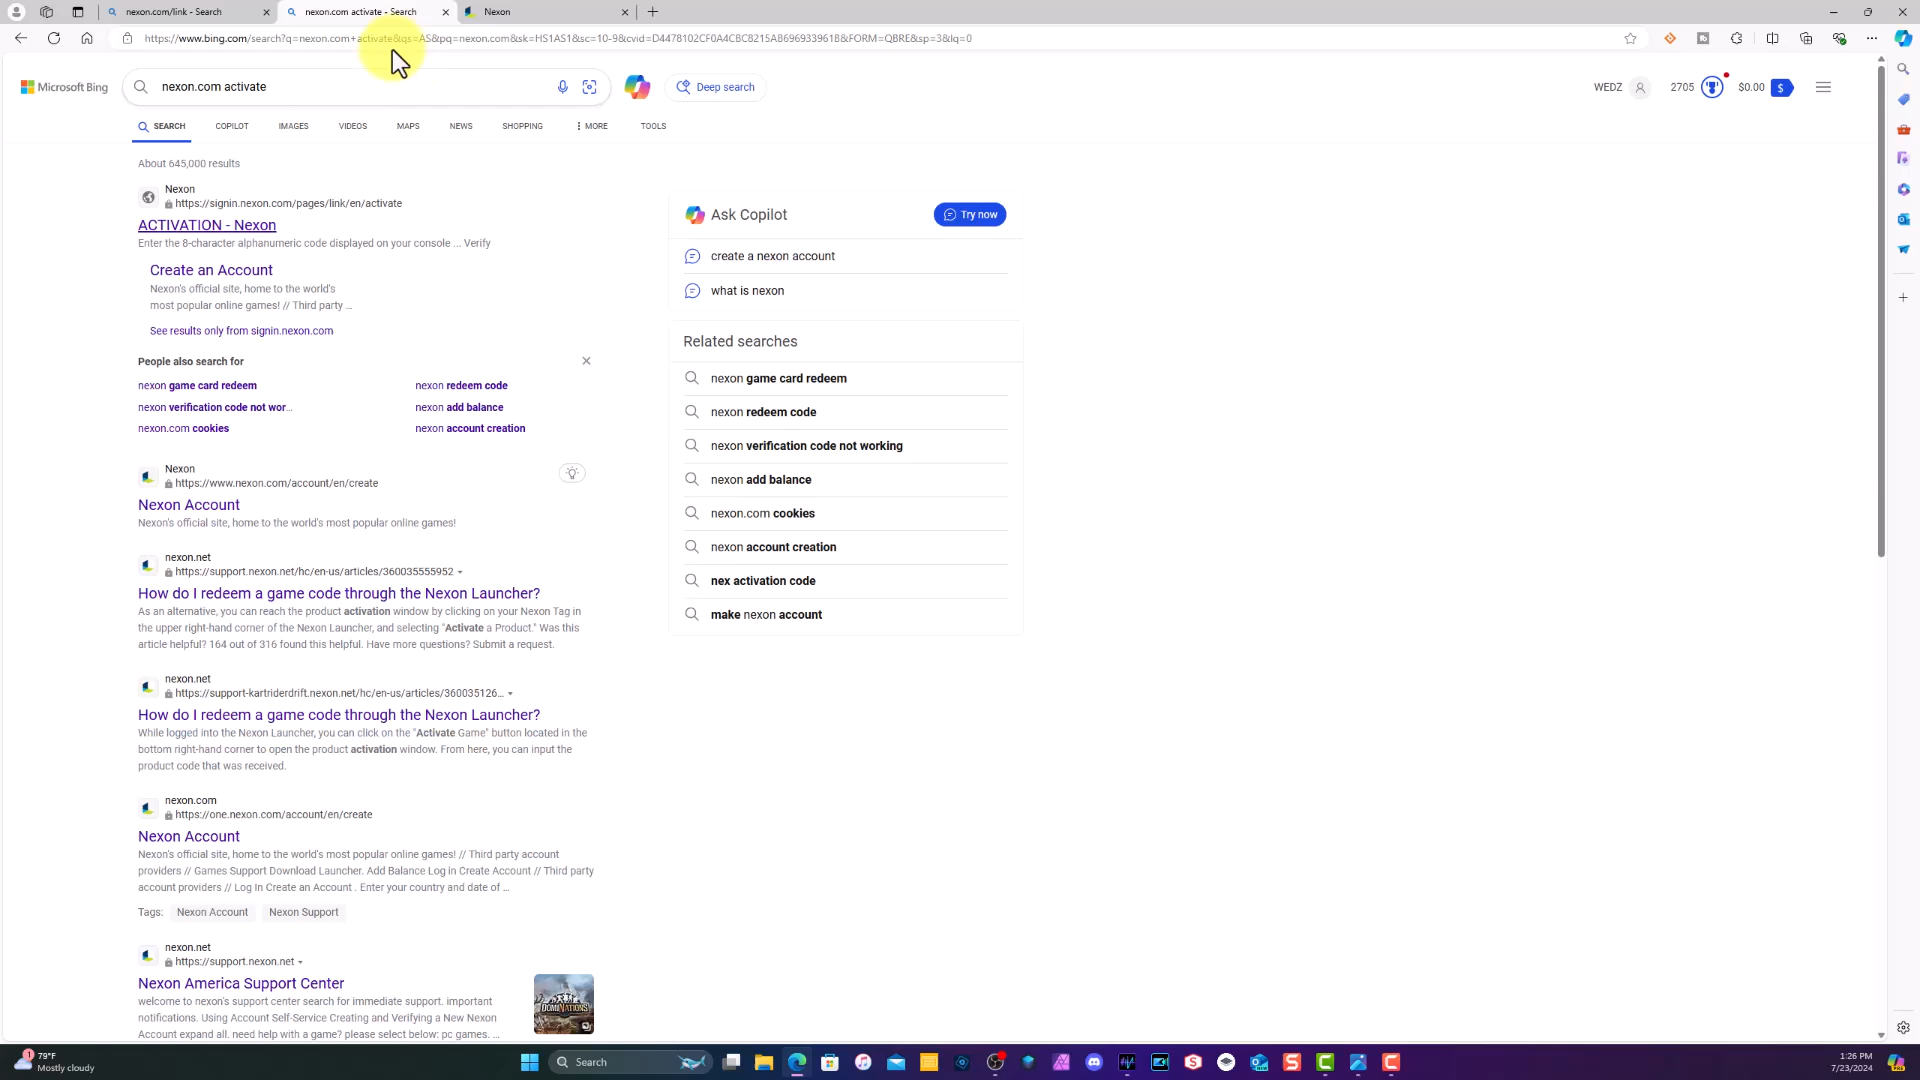 nexon.com/link - Search
nexon.com activate - Search
Nexon
https://www.bing.com/search?q=nexon.com+activate&qs=AS&pq=nexon.com&sk=HS1AS1&sc=10-9&cvid=D4478102CF0A4CBC8215AB696933961B&FORM=QBRE&sp=3&lq=0
Microsoft Bing
nexon.com activate
Deep search
WEDZ
2705
$0.00
SEARCH
COPILOT
IMAGES
VIDEOS
MAPS
NEWS
SHOPPING
MORE
TOOLS
About 645,000 results
Nexon
https://signin.nexon.com/pages/link/en/activate
ACTIVATION - Nexon
Enter the 8-character alphanumeric code displayed on your console ... Verify
Create an Account
Nexon's official site, home to the world's
most popular online games! // Third party ...
See results only from signin.nexon.com
People also search for
nexon game card redeem
nexon redeem code
nexon verification code not wor...
nexon add balance
nexon.com cookies
nexon account creation
Nexon
https://www.nexon.com/account/en/create
Nexon Account
Nexon's official site, home to the world's most popular online games!
nexon.net
https://support.nexon.net/hc/en-us/articles/360035555952
How do I redeem a game code through the Nexon Launcher?
As an alternative, you can reach the product activation window by clicking on your Nexon Tag in
the upper right-hand corner of the Nexon Launcher, and selecting "Activate a Product." Was this
article helpful? 164 out of 316 found this helpful. Have more questions? Submit a request.
nexon.net
https://support-kartriderdrift.nexon.net/hc/en-us/articles/360035126...
How do I redeem a game code through the Nexon Launcher?
While logged into the Nexon Launcher, you can click on the "Activate Game" button located in the
bottom right-hand corner to open the product activation window. From here, you can input the
product code that was received.
nexon.com
https://one.nexon.com/account/en/create
Nexon Account
Nexon's official site, home to the world's most popular online games! // Third party account
providers // Games Support Download Launcher. Add Balance Log in Create Account // Third party
account providers // Log In Create an Account . Enter your country and date of ...
Tags:
Nexon Account
Nexon Support
nexon.net
https://support.nexon.net
Nexon America Support Center
welcome to nexon's support center search for immediate support. important
notifications. Using Account Self-Service Creating and Verifying a New Nexon
Account expand all. need help with a game? please select below: pc games. ...
DOMINATIONS
Ask Copilot
Try now
create a nexon account
what is nexon
Related searches
nexon game card redeem
nexon redeem code
nexon verification code not working
nexon add balance
nexon.com cookies
nexon account creation
nex activation code
make nexon account
1
79°F
Mostly cloudy
Search
1:26 PM
7/23/2024